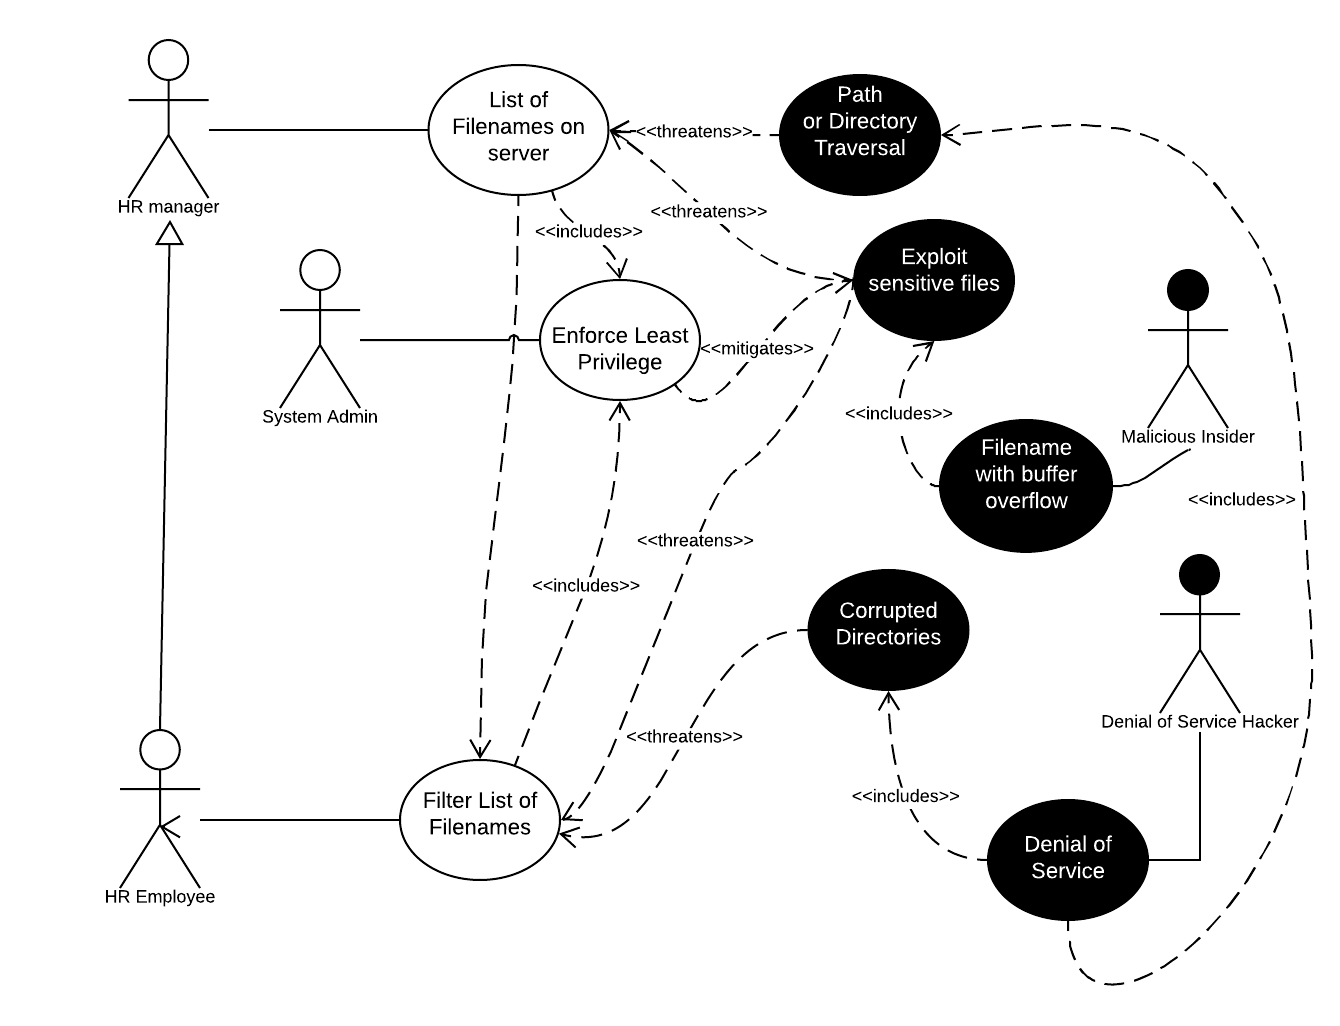 List of
Filenames on
server
Path
or Directory
Traversal
<<threatens>>
HR manager
<<threatens>>
<<includes>>
Exploit
sensitive files
Enforce Least
Privilege
<<mitigates>>
System Admin
<<includes>>
Malicious Insider
Filename
with buffer
overflow
<<includes>>
<<threatens>>
<<includes>>
Corrupted
Directories
Denial of Service Hacker
<<threatens>>
<<includes>>
Filter List of
Filenames
Denial of
Service
HR Employee